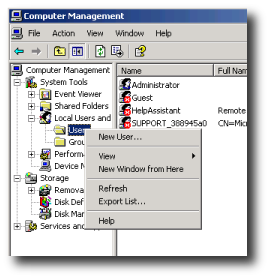 Computer Management
File Action View Window Help
Computer Management
System Tools
Event Viewer
Shared Folders
Local Users and
Users
Grou
Performa
Device M
Storage
Remova
Disk Def
Disk Mar
Services and
Name Full Nam
Administrator
Guest
HelpAssistant Remote
SUPPORT_388945a0 CN=Micr
New User...
View
New Window from Here
Refresh
Export List...
Help